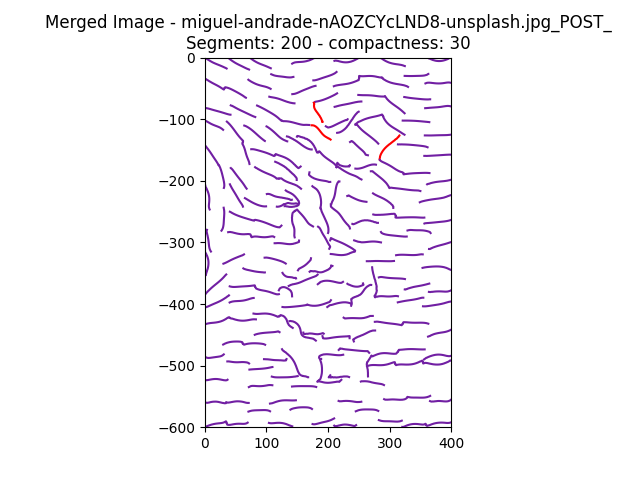 Merged Image - miguel-andrade-nAOZCYcLND8-unsplash.jpg_POST_
Segments: 200 - compactness: 30
0
−100
−200
−300
−400
−500
−600
0 100 200 300 400